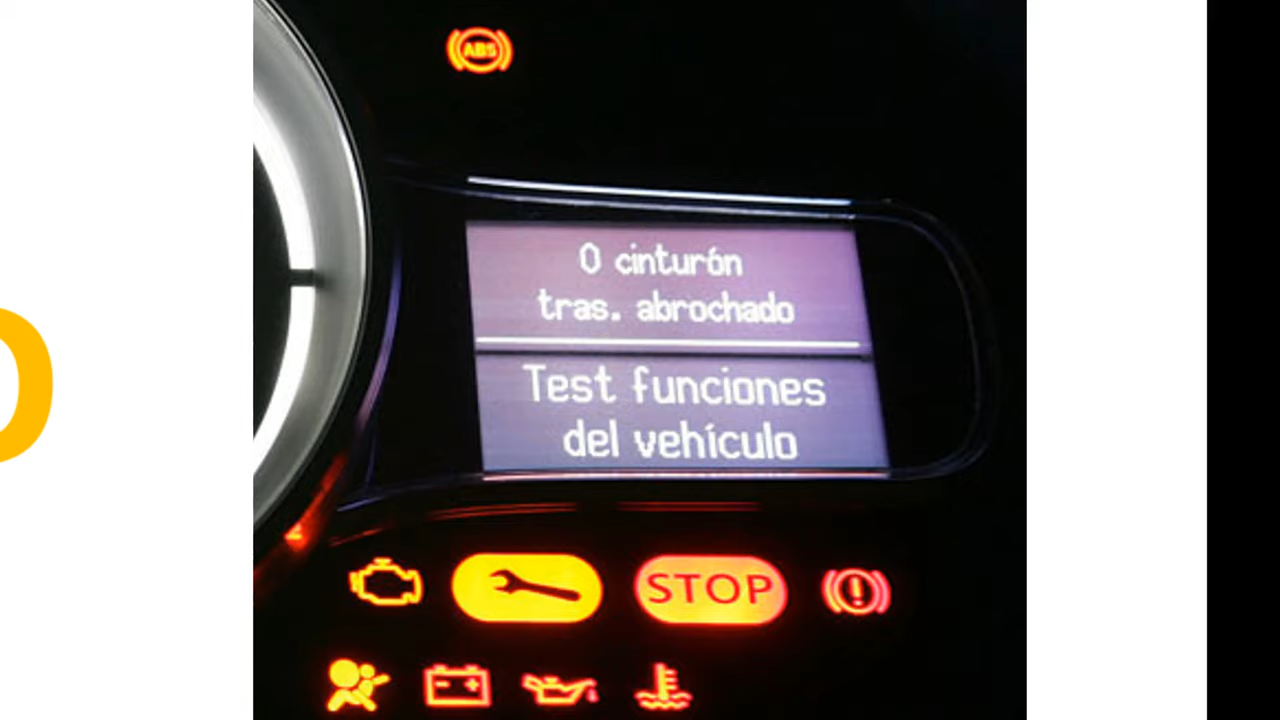 ABS
0 cinturón
tras. abrochado
Test funciones
del vehículo
STOP